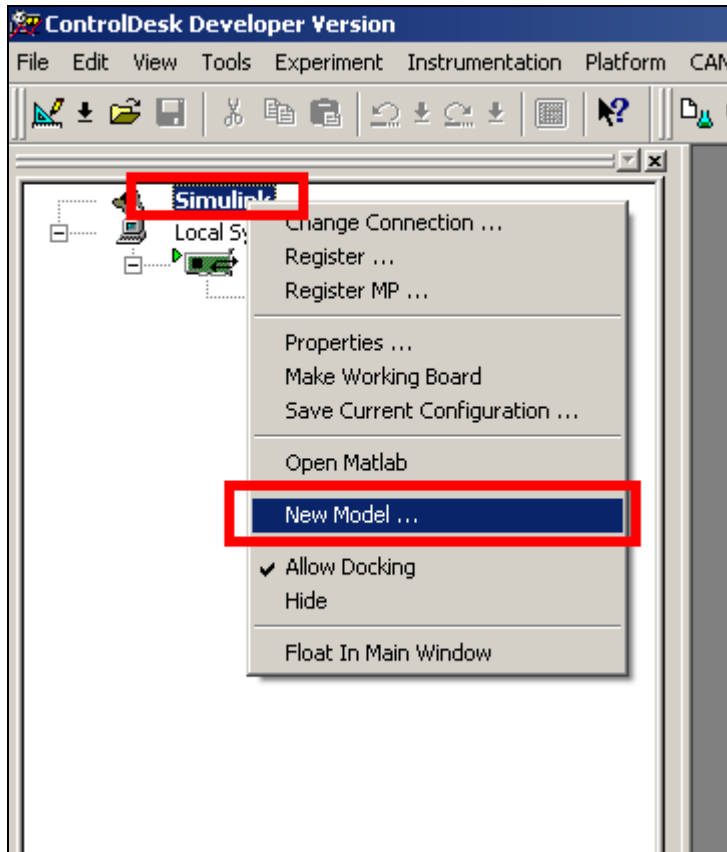 ControlDesk Developer Version
File Edit View Tools Experiment Instrumentation Platform CAN
Simulink
Local Sy
Change Connection ...
Register ...
Register MP ...
Properties ...
Make Working Board
Save Current Configuration ...
Open Matlab
New Model ...
Allow Docking
Hide
Float In Main Window